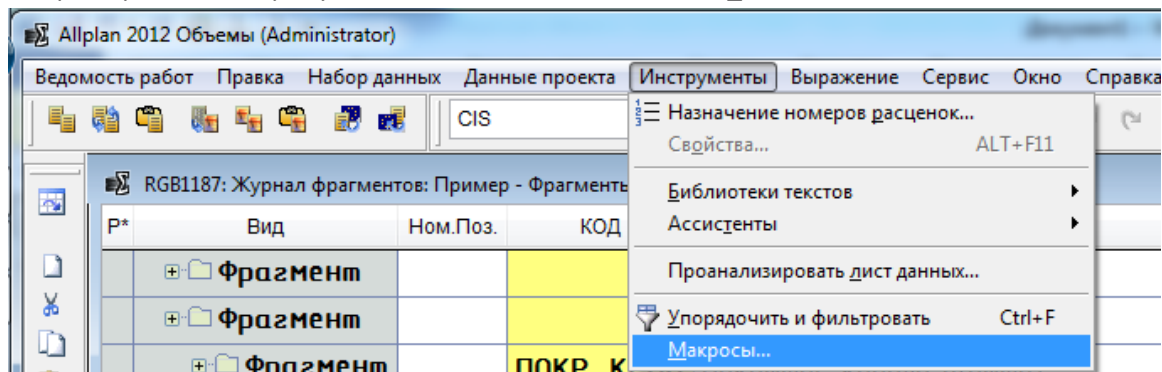 Allplan 2012 Объемы (Administrator)
Ведомость работ Правка Набор данных Данные проекта Инструменты Выражение Сервис Окно Справка
CIS
Назначение номеров расценок...
Свойства... ALT+F11
RGB1187: Журнал фрагментов: Пример - Фрагменты
Библиотеки текстов
P* Вид Ном.Поз. КОД
Ассистенты
Фрагмент
Проанализировать лист данных...
Фрагмент
Упорядочить и фильтровать Ctrl+F
Макросы...
Фрагмент ПОКР К